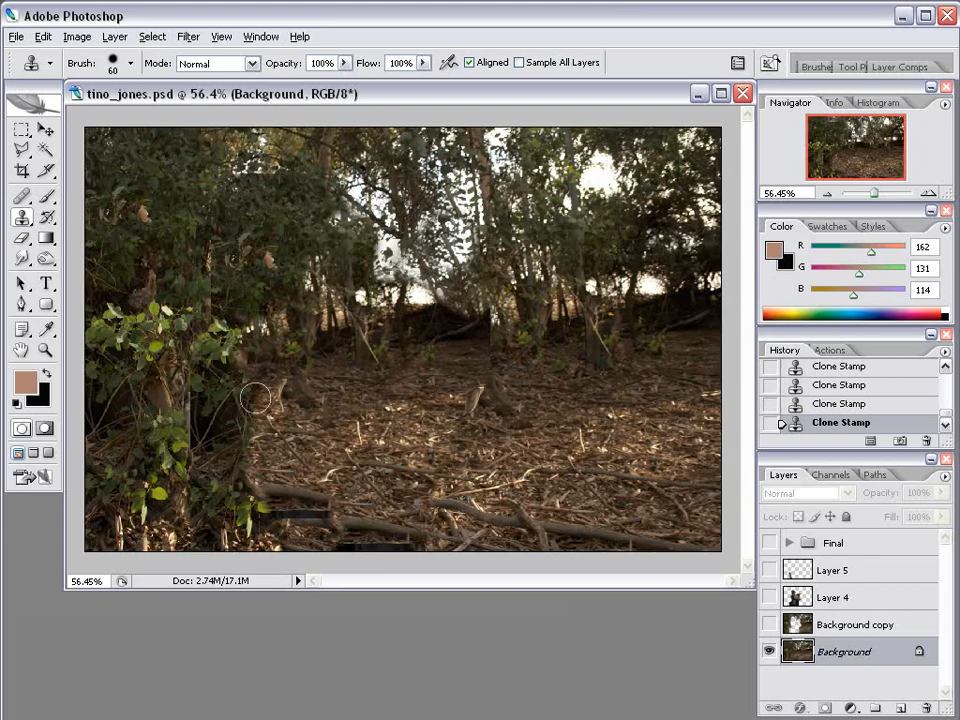 Adobe Photoshop
File Edit Image Layer Select Filter View Window Help
Brush: 60 Mode: Normal Opacity: 100% Flow: 100% Aligned Sample All Layers
Brushe Tool P Layer Comps
tino_jones.psd @ 56.4% (Background, RGB/8*)
Navigator Info Histogram
56.45%
Color Swatches Styles
R 162
G 131
B 114
History Actions
Clone Stamp
Clone Stamp
Clone Stamp
Clone Stamp
Layers Channels Paths
Normal Opacity: 100%
Lock: Fill: 100%
Final
Layer 5
Layer 4
Background copy
Background
56.45% Doc: 2.74M/17.1M
T